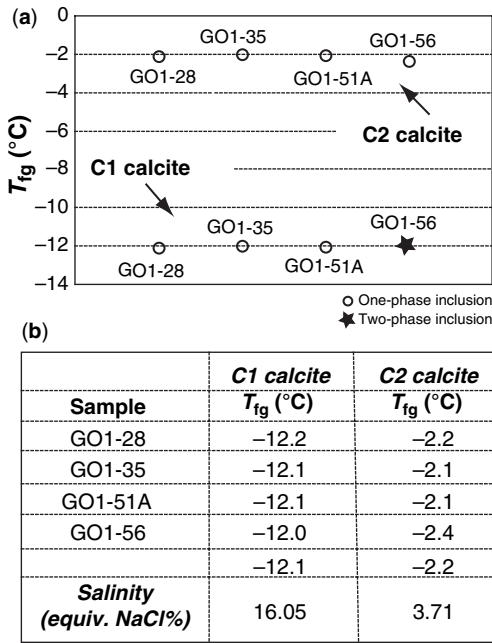 (a)
0
−2
−4
−6
−8
−10
−12
−14
Tfg (°C)
GO1-28
GO1-35
GO1-51A
GO1-56
C2 calcite
C1 calcite
GO1-28
GO1-35
GO1-51A
GO1-56
One-phase inclusion
Two-phase inclusion
(b)
C1 calcite C2 calcite
Sample Tfg (°C) Tfg (°C)
GO1-28 −12.2 −2.2
GO1-35 −12.1 −2.1
GO1-51A −12.1 −2.1
GO1-56 −12.0 −2.4
−12.1 −2.2
Salinity
(equiv. NaCl%) 16.05 3.71